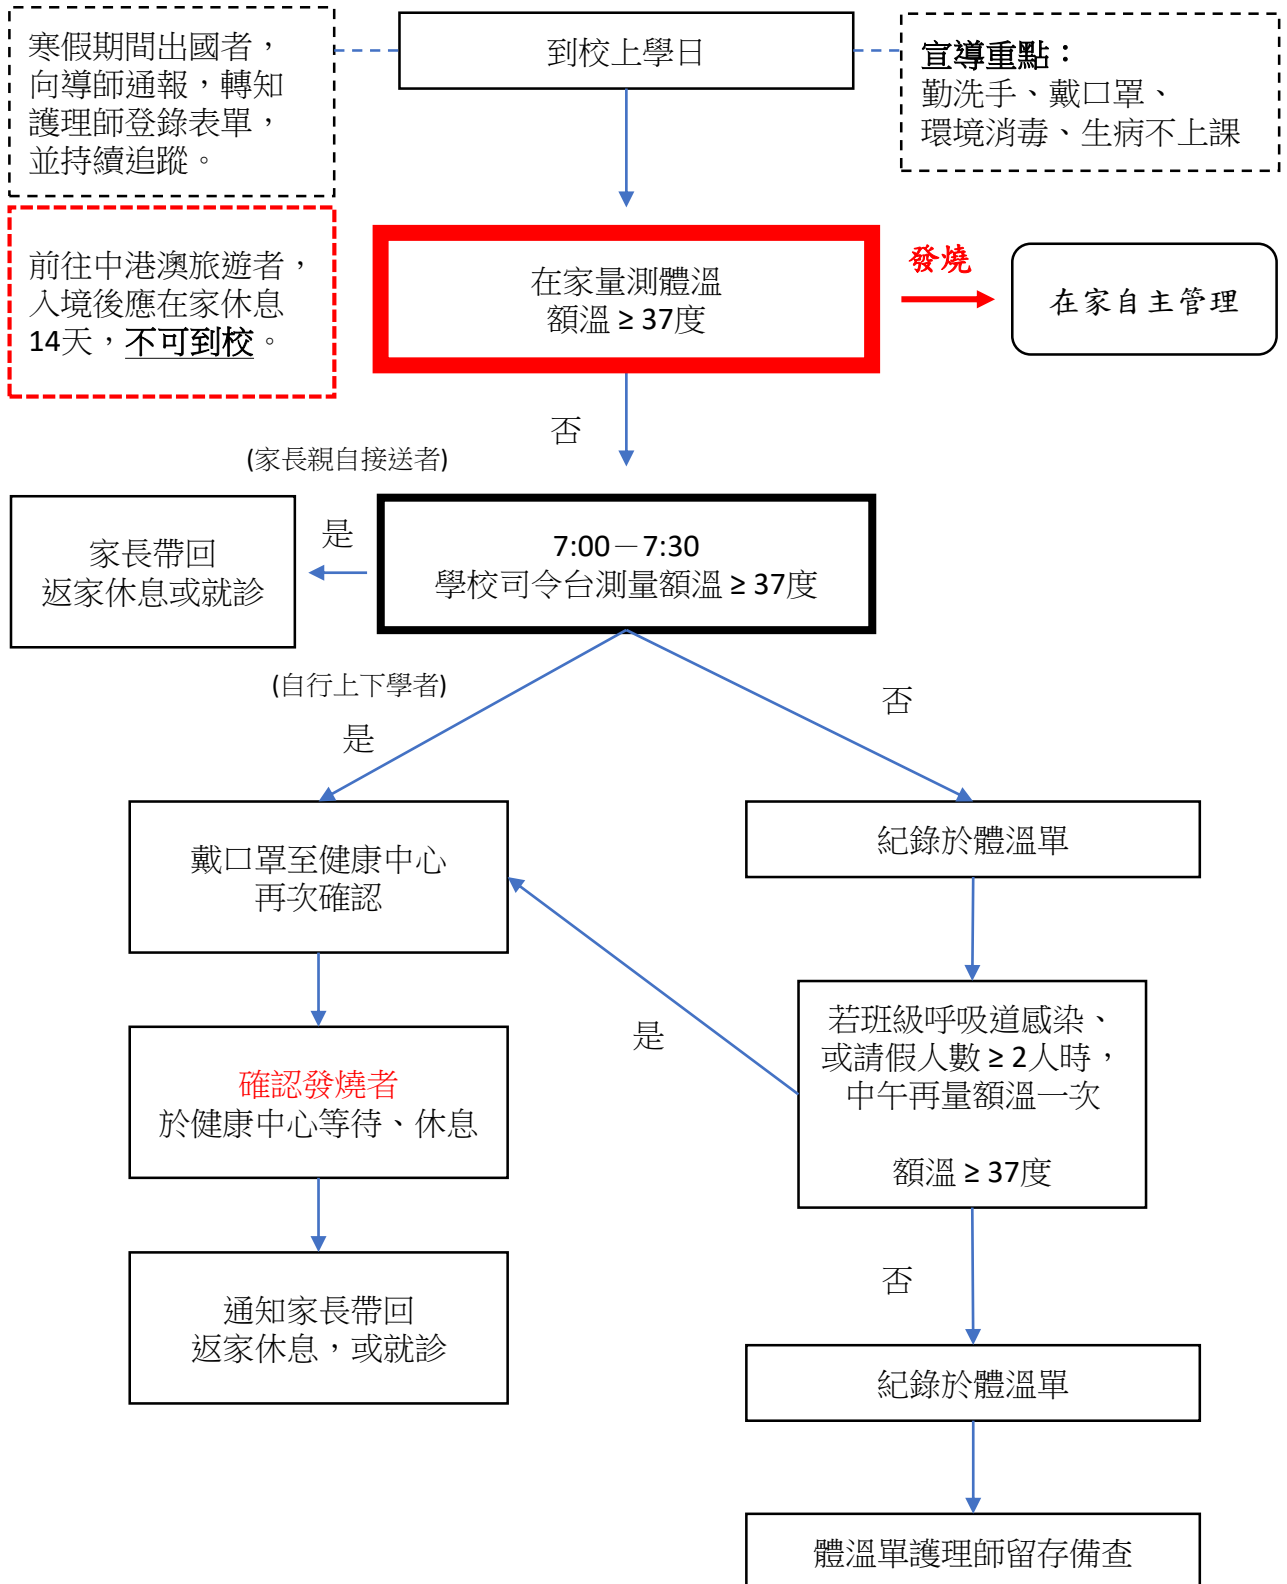 寒假期間出國者，
向導師通報，轉知
護理師登錄表單，
並持續追蹤。
到校上學日
宣導重點：
勤洗手、戴口罩、
環境消毒、生病不上課
前往中港澳旅遊者，
入境後應在家休息
14天，不可到校。
在家量測體溫
額溫 ≥ 37度
發燒
在家自主管理
否
(家長親自接送者)
是
家長帶回
返家休息或就診
7:00－7:30
學校司令台測量額溫 ≥ 37度
(自行上下學者)
是
否
戴口罩至健康中心
再次確認
紀錄於體溫單
確認發燒者
於健康中心等待、休息
是
若班級呼吸道感染、
或請假人數 ≥ 2人時，
中午再量額溫一次
額溫 ≥ 37度
通知家長帶回
返家休息，或就診
否
紀錄於體溫單
體溫單護理師留存備查